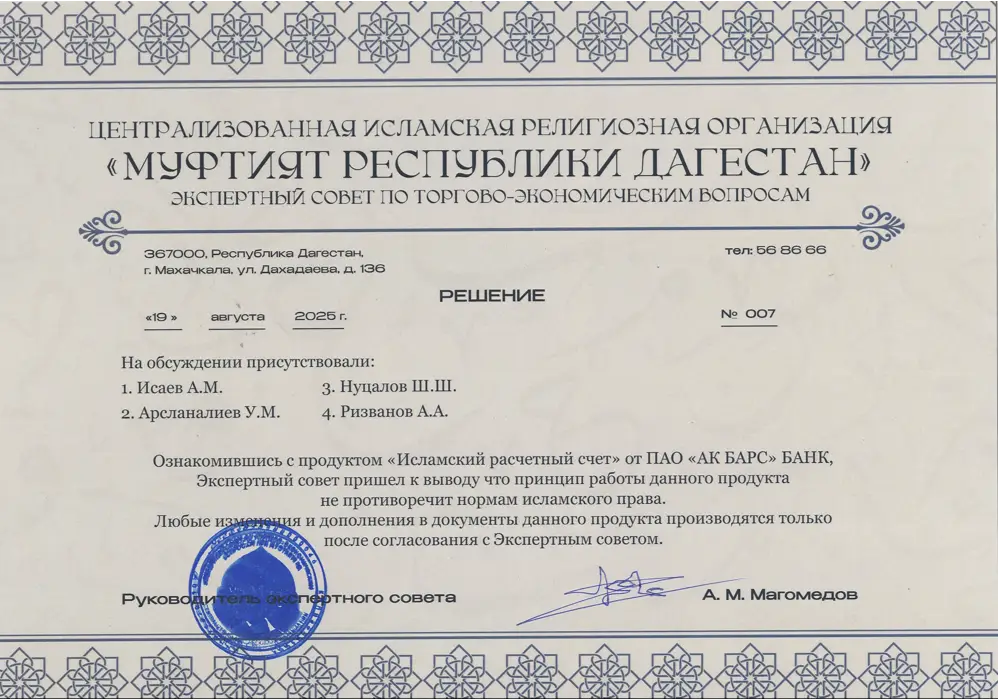 ЦЕНТРАЛИЗОВАННАЯ ИСЛАМСКАЯ РЕЛИГИОЗНАЯ ОРГАНИЗАЦИЯ
«МУФТИЯТ РЕСПУБЛИКИ ДАГЕСТАН»
ЭКСПЕРТНЫЙ СОВЕТ ПО ТОРГОВО-ЭКОНОМИЧЕСКИМ ВОПРОСАМ
367000, Республика Дагестан, тел: 56 86 66
г. Махачкала, ул. Дахадаева, д. 136
РЕШЕНИЕ
«19 » августа 2025 г. № 007
На обсуждении присутствовали:
1. Исаев А.М. 3. Нуцалов Ш.Ш.
2. Арсланалиев У.М. 4. Ризванов А.А.
Ознакомившись с продуктом «Исламский расчетный счет» от ПАО «АК БАРС» БАНК,
Экспертный совет пришел к выводу что принцип работы данного продукта
не противоречит нормам исламского права.
Любые изменения и дополнения в документы данного продукта производятся только
после согласования с Экспертным советом.
Руководитель экспертного совета А. М. Магомедов